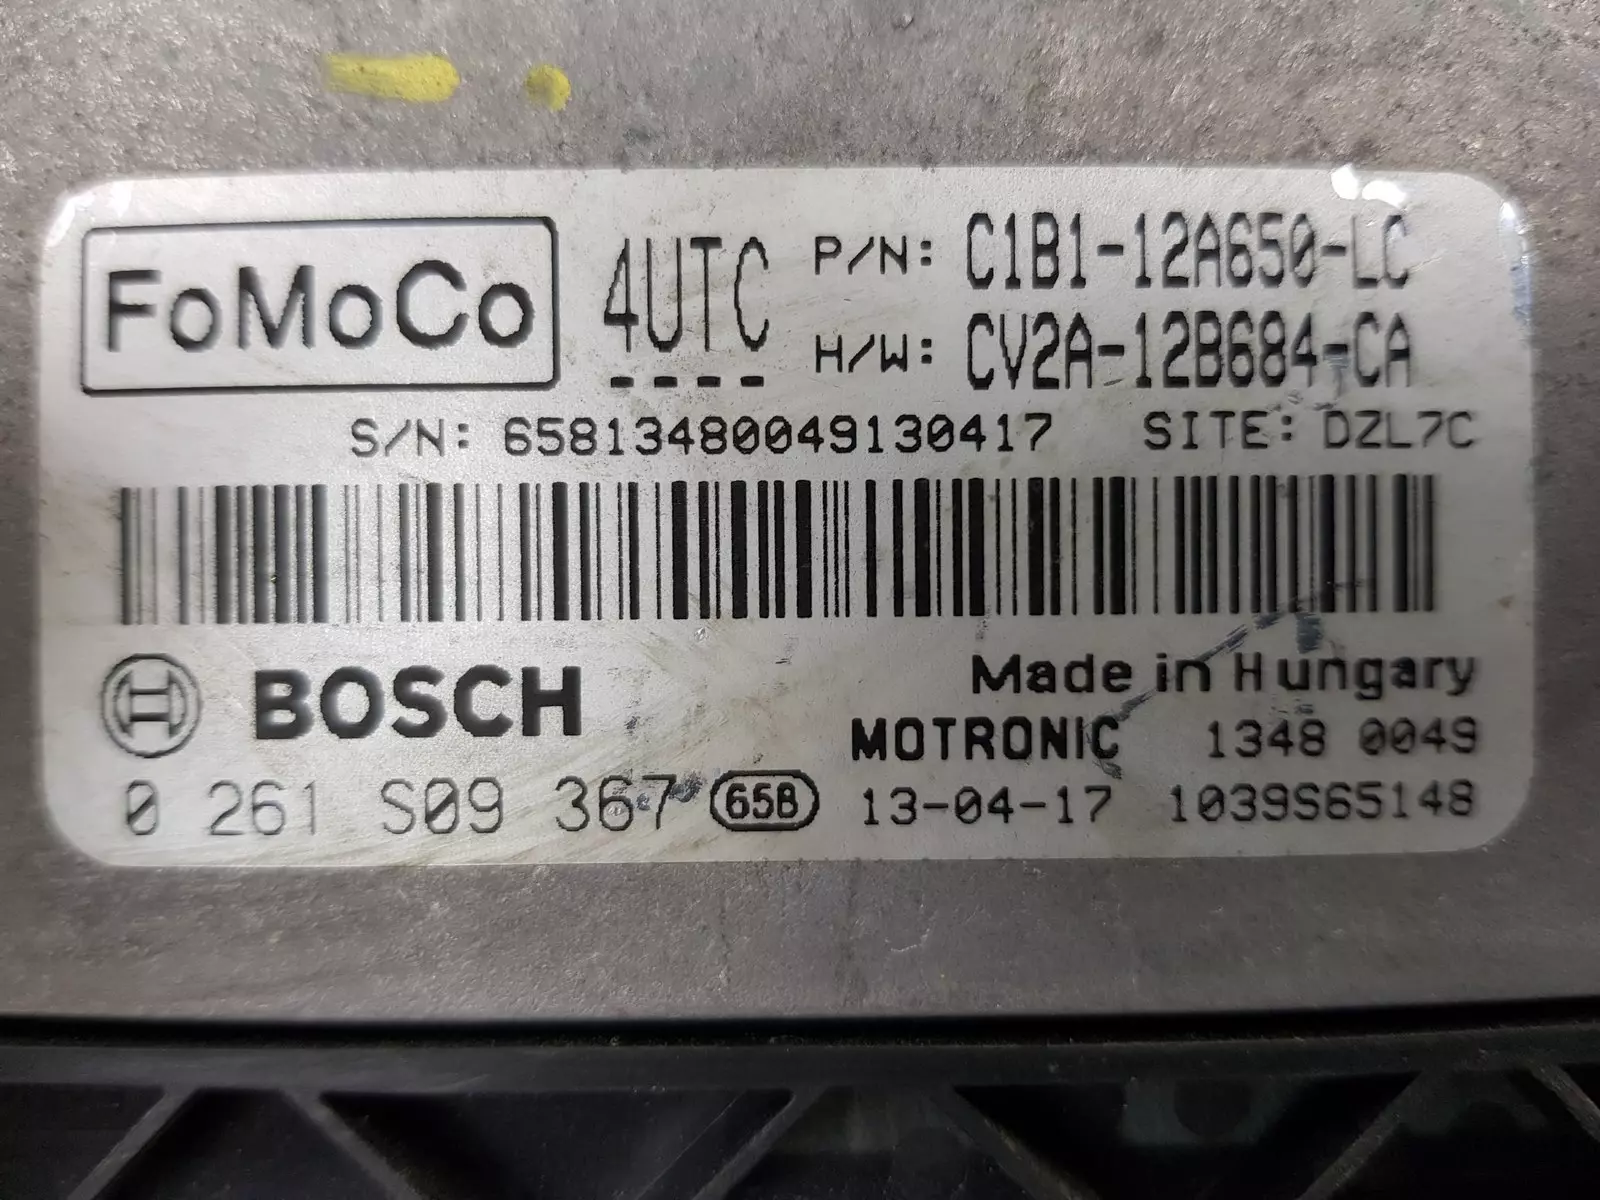 FoMoCo 4UTC P/N: C1B1-12A650-LC
H/W: CV2A-12B684-CA
S/N: 65813480049130417 SITE: DZL7C
BOSCH Made in Hungary
MOTRONIC 1348 0049
0 261 S09 367 65B 13-04-17 1039S65148